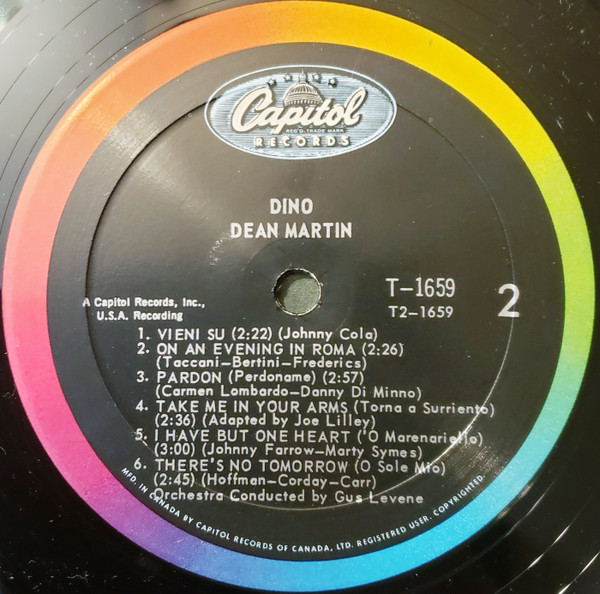 Capitol
REG'D. TRADE MARK
RECORDS
DINO
DEAN MARTIN
T-1659
T2-1659
2
A Capitol Records, Inc.,
U.S.A. Recording
1. VIENI SU (2:22) (Johnny Cola)
2. ON AN EVENING IN ROMA (2:26)
(Taccani-Bertini-Frederics)
3. PARDON (Perdoname) (2:57)
(Carmen Lombardo-Danny Di Minno)
4. TAKE ME IN YOUR ARMS (Torna a Surriento)
(2:36) (Adapted by Joe Lilley)
5. I HAVE BUT ONE HEART ('O Marenariello)
(3:00) (Johnny Farrow-Marty Symes)
6. THERE'S NO TOMORROW (O Sole Mio)
(2:45) (Hoffman-Corday-Carr)
Orchestra Conducted by Gus Levene
MFD. IN CANADA BY CAPITOL RECORDS OF CANADA, LTD. REGISTERED USER. COPYRIGHTED.